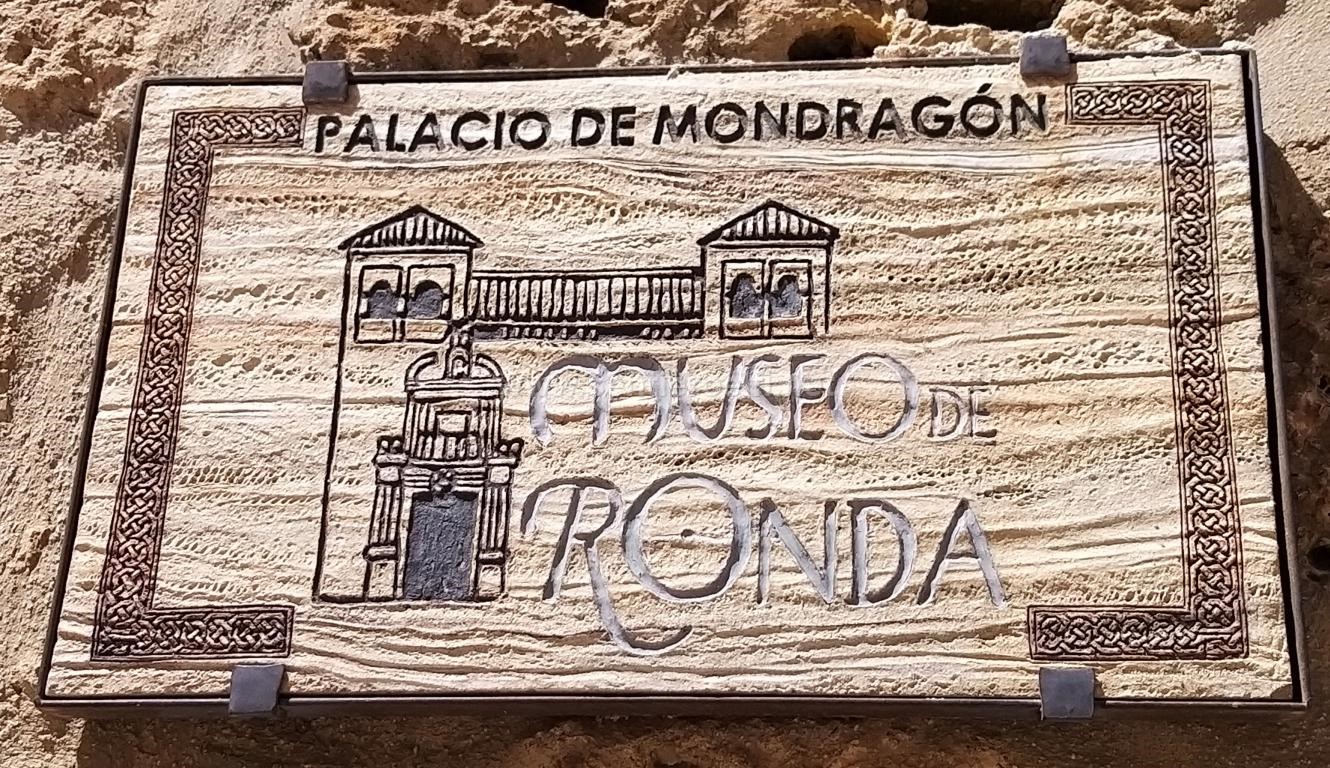 PALACIO DE MONDRAGÓN
MUSEO DE
RONDA